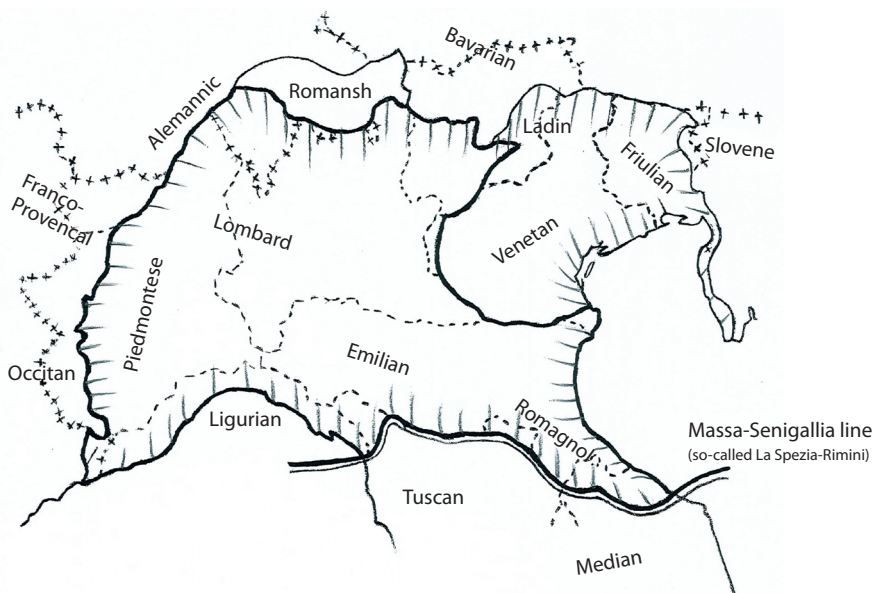 Bavarian
Romansh
Alemannic
Ladin
Slovene
Friulian
Franco-
Provençal
Lombard
Venetan
Piedmontese
Emilian
Occitan
Ligurian
Romagnol
Massa-Senigallia line
(so-called La Spezia-Rimini)
Tuscan
Median